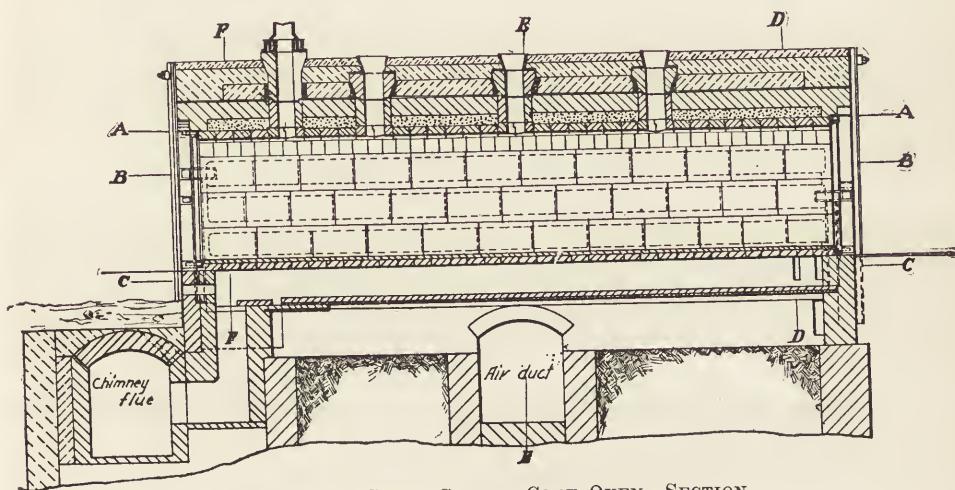 F E D
A A
B B
C C
F D
Chimney
flue
Air duct
E
Coke Oven—Section